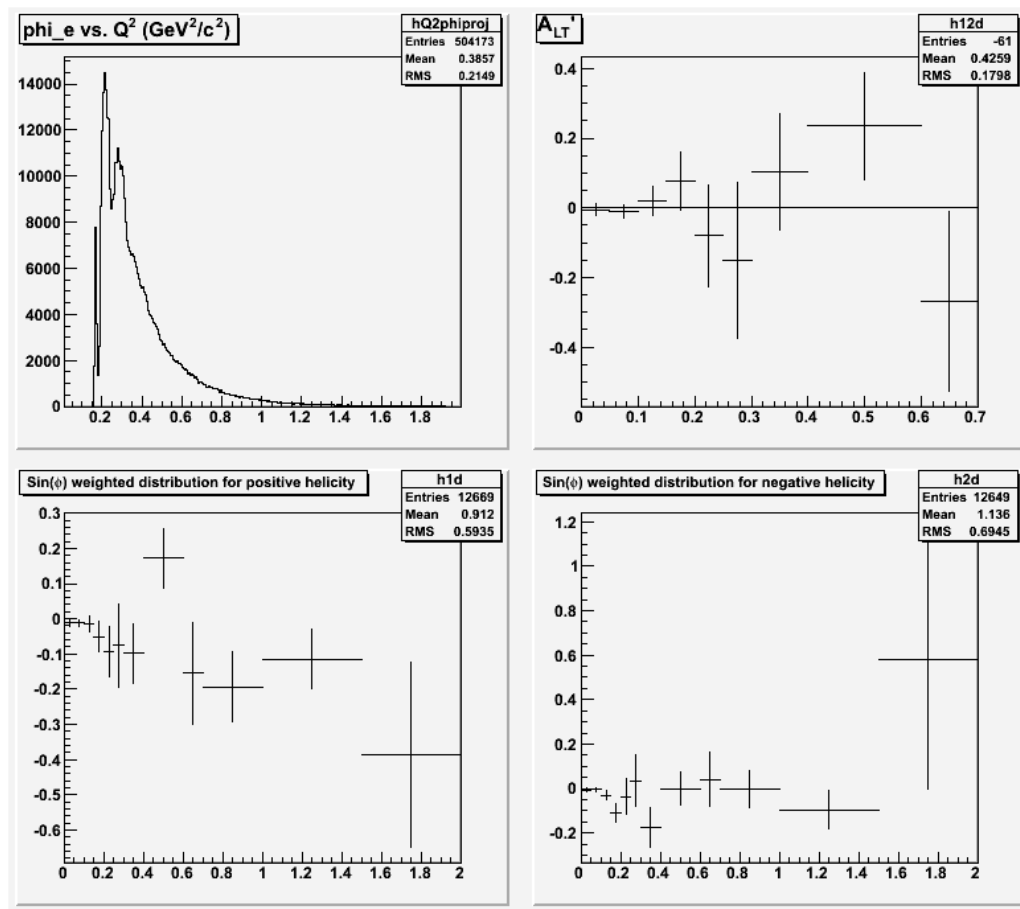 phi_e vs. Q² (GeV²/c²)
hQ2phiproj
Entries 504173
Mean 0.3857
RMS 0.2149
14000
12000
10000
8000
6000
4000
2000
0
0.2 0.4 0.6 0.8 1 1.2 1.4 1.6 1.8
A_LT'
h12d
Entries -61
Mean 0.4259
RMS 0.1798
0.4
0.2
0
-0.2
-0.4
0 0.1 0.2 0.3 0.4 0.5 0.6 0.7
Sin(ϕ) weighted distribution for positive helicity
h1d
Entries 12669
Mean 0.912
RMS 0.5935
0.3
0.2
0.1
0
-0.1
-0.2
-0.3
-0.4
-0.5
-0.6
0 0.2 0.4 0.6 0.8 1 1.2 1.4 1.6 1.8 2
Sin(ϕ) weighted distribution for negative helicity
h2d
Entries 12649
Mean 1.136
RMS 0.6945
1.2
1
0.8
0.6
0.4
0.2
0
-0.2
0 0.2 0.4 0.6 0.8 1 1.2 1.4 1.6 1.8 2